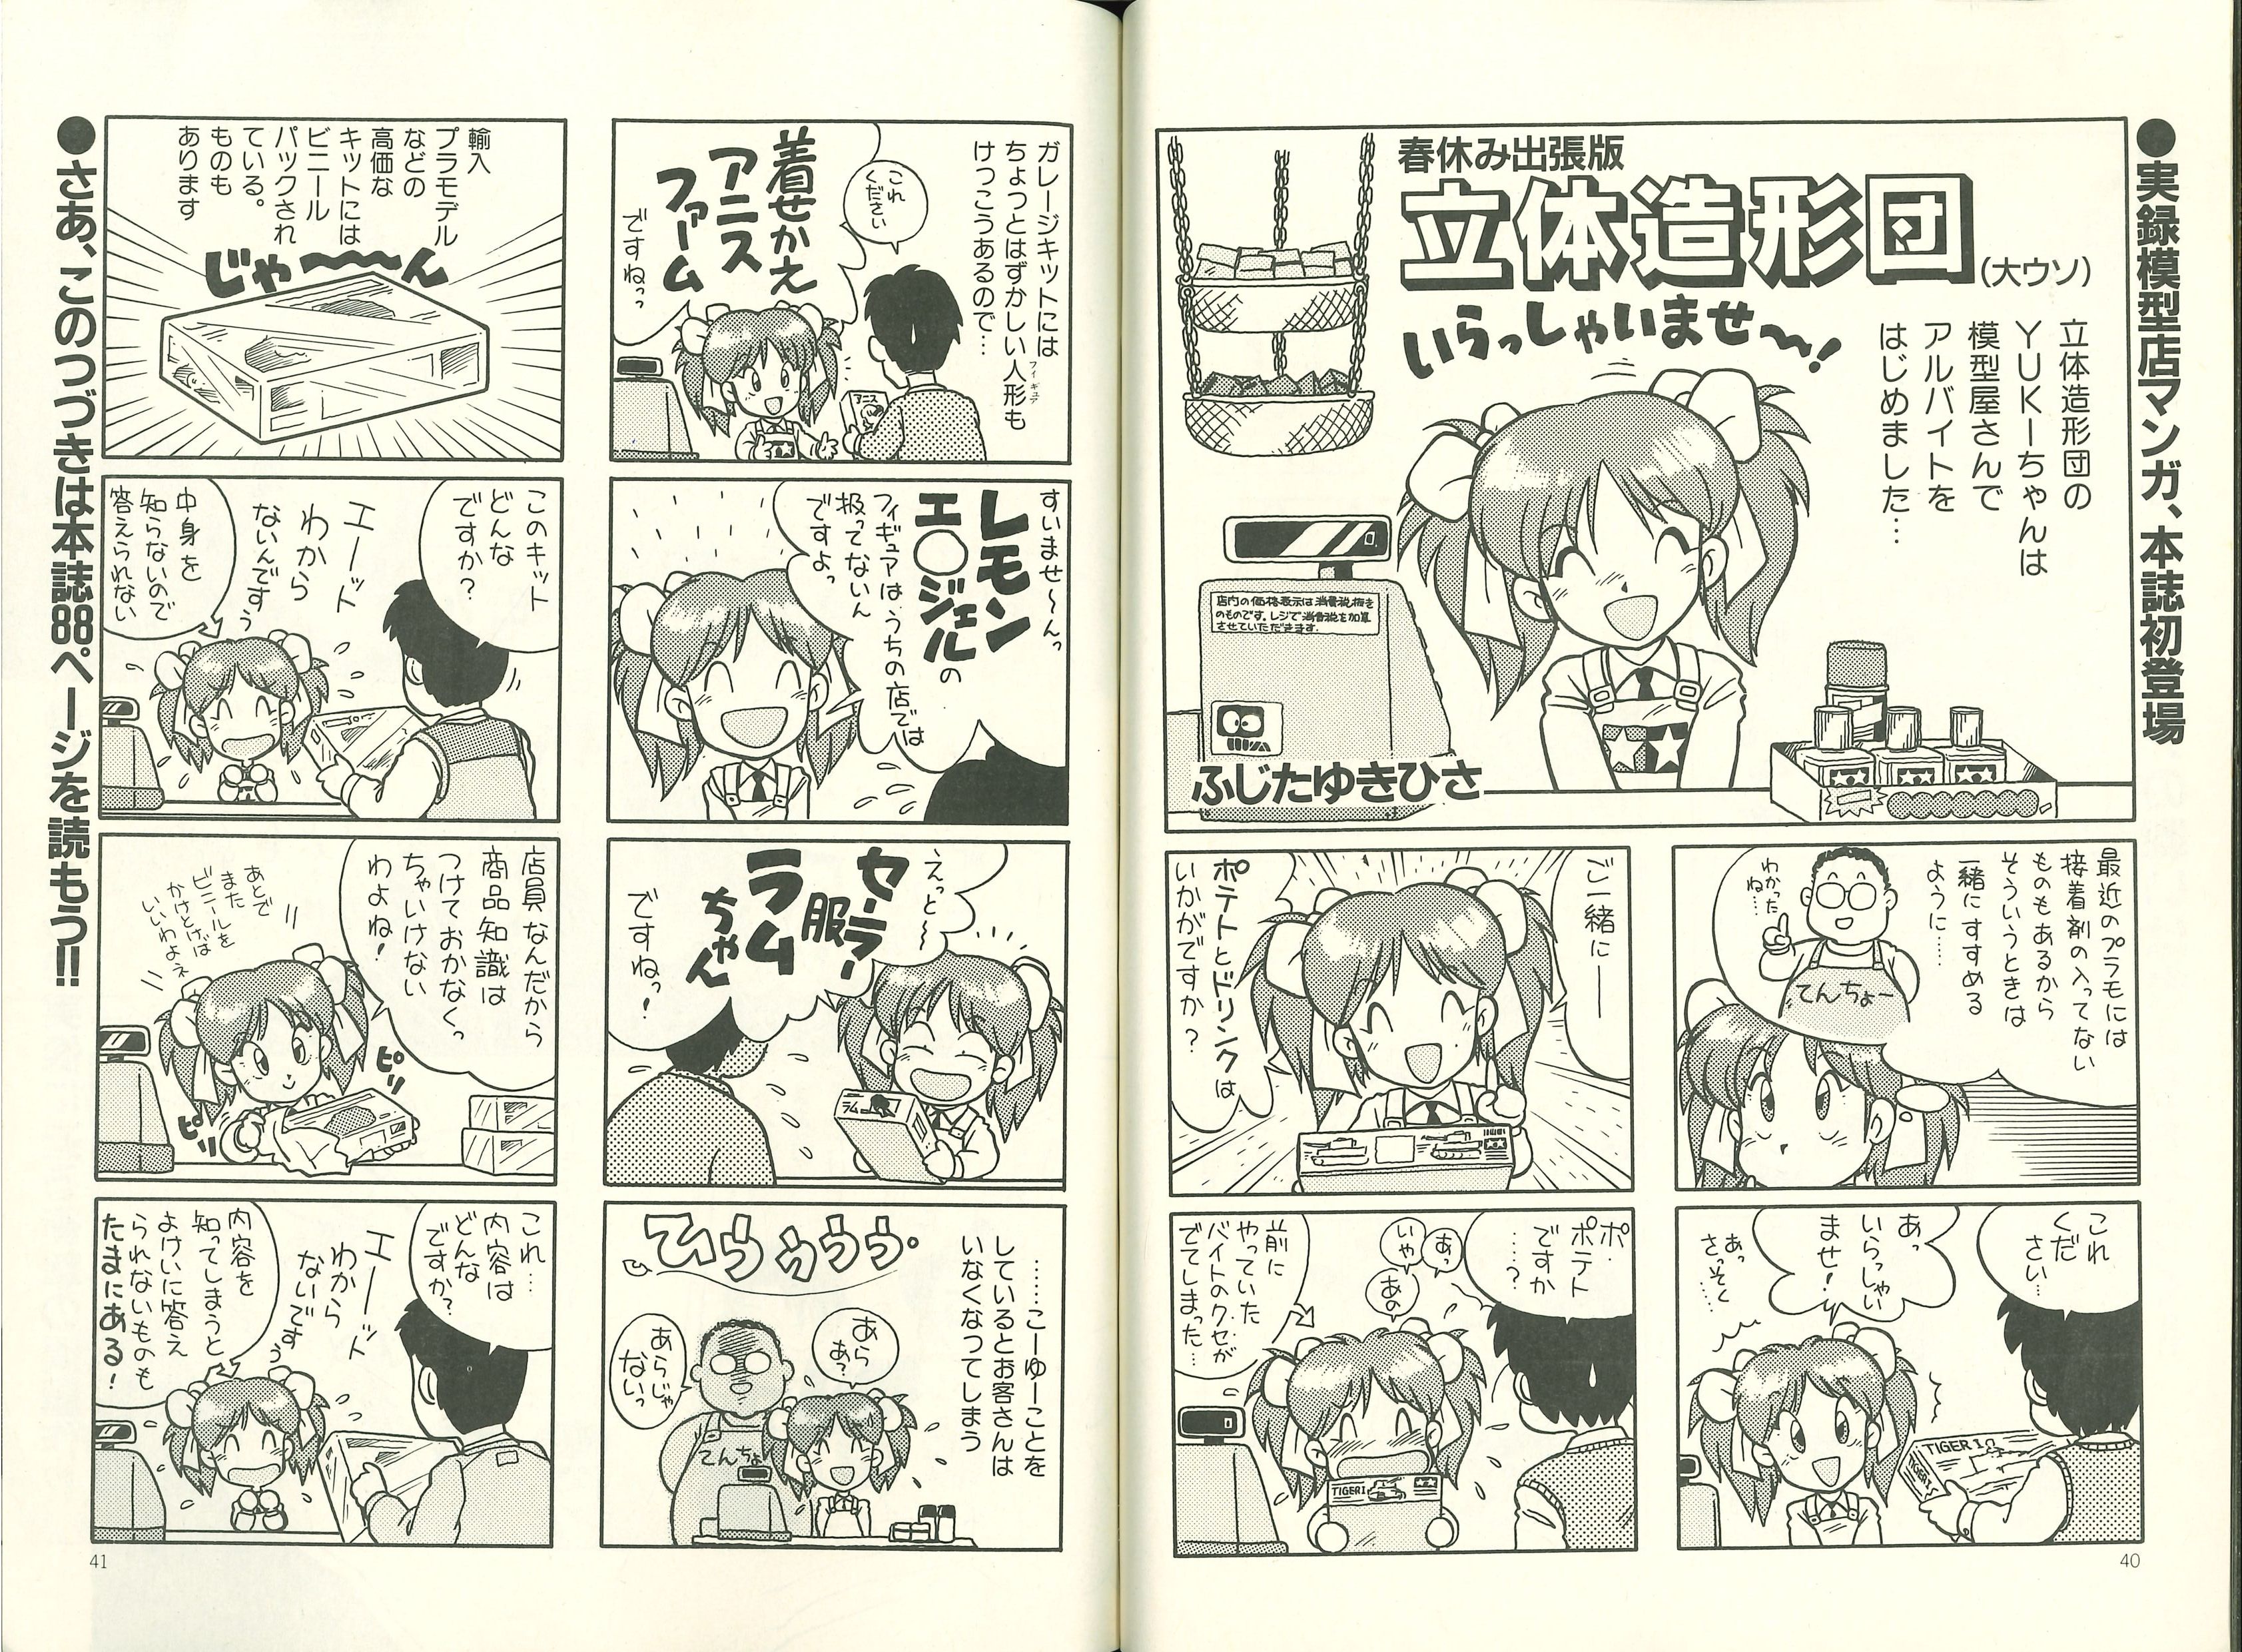 ●実録模型店マンガ、本誌初登場
春休み出張版
立体造形団
(大ウソ)
いらっしゃいませ〜!
立体造形団の
YUKIーちゃんは
模型屋さんで
アルバイトを
はじめました…
店内の価格表示は消費税抜き
のものです。レジで消費税を加算
させていただきます.
ふじたゆきひさ
最近のプラモには
接着剤の入ってない
ものもあるから
そういうときは
一緒にすすめる
ように……
わかった
ね…
てんちょー
これ
くだ
さい…
あっ
いらっしゃい
ませ!
あっ
さっそく
……
TIGER I
TIGER I
ご一緒に──
ポテトとドリンクは
いかがですか?
ポ.
ポテト
ですか
……?
あっ
いや
あの
前に
やっていた
バイトのクセが
でてしまった…
TIGER I
40
ガレージキットには
ちょっとはずかしい人形も
フィギュア
けっこうあるので…
これ
ください
着せかえ
アニス
ファーム
ですねっっ
アニス
すいませ〜んっ
レモン
エ〇ジェルの
フィギュアはうちの店では
扱ってないん
ですよっ
えっと〜
セーラー
服
ラム
ちゃん
ですねっ!
ラム
……こーゆーことを
しているとお客さんは
いなくなってしまう
ひぅぅぅぅぅ.
あら
あ?
あらじゃ
ないっ
てんちょ
輸入
プラモデル
などの
高価な
キットには
ビニール
パックされ
ている。
ものも
あります
じゃ〜〜〜ん
このキット
どんな
ですか?
エーット
わから
ないんですぅ
中身を
知らないので
答えられない
店員なんだから
商品知識は
つけておかなくっ
ちゃいけない
わよね!
あとで
また
ビニールを
かけとけば
いいわよネ
ピリ
ピリ
これ…
内容は
どんな
ですか?
エーット
わから
ないですぅ
内容を
知ってしまうと
よけいに答え
られないものも
たまにある!
●さあ、このつづきは本誌88ページを読もう!!
41